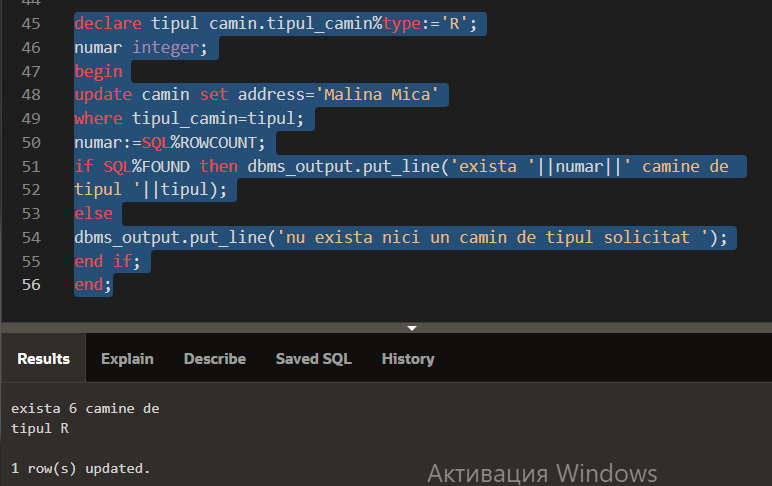 44
45 declare tipul camin.tipul_camin%type:='R';
46 numar integer;
47 begin
48 update camin set address='Malina Mica'
49 where tipul_camin=tipul;
50 numar:=SQL%ROWCOUNT;
51 if SQL%FOUND then dbms_output.put_line('exista '||numar||' camine de
52 tipul '||tipul);
53 else
54 dbms_output.put_line('nu exista nici un camin de tipul solicitat ');
55 end if;
56 end;
Results Explain Describe Saved SQL History
exista 6 camine de
tipul R
1 row(s) updated.
Активация Windows